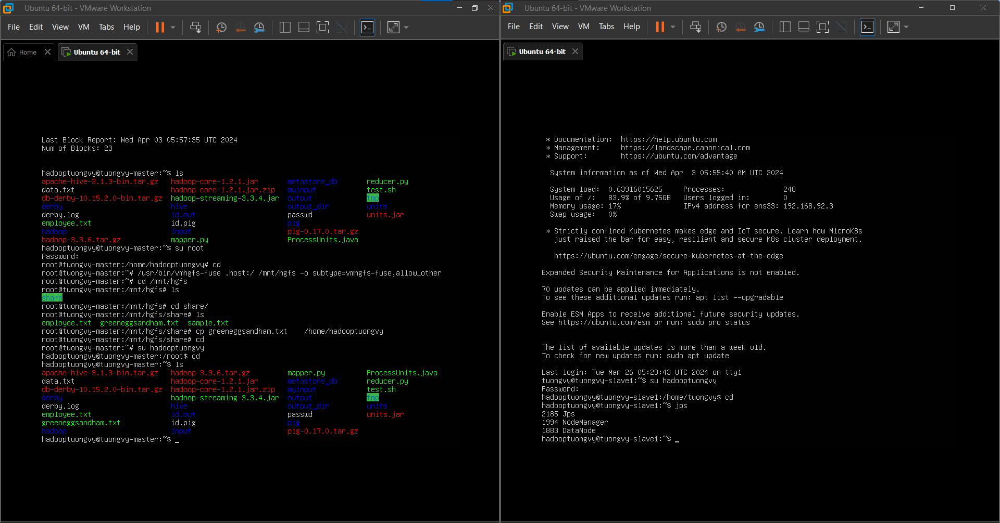 Ubuntu 64-bit - VMware Workstation
File Edit View VM Tabs Help
Home
Ubuntu 64-bit
Last Block Report: Wed Apr 03 05:57:35 UTC 2024
Num of Blocks: 23
hadooptuongvy@tuongvy-master:~$ ls
apache-hive-3.1.3-bin.tar.gz hadoop-core-1.2.1.jar metastore_db reducer.py
data.txt hadoop-core-1.2.1.jar.zip myinput test.sh
db-derby-10.15.2.0-bin.tar.gz hadoop-streaming-3.3.4.jar output tmp
derby hive output_dir units
derby.log id.out passwd units.jar
employee.txt id.pig pig
hadoop input pig-0.17.0.tar.gz
hadoop-3.3.6.tar.gz mapper.py ProcessUnits.java
hadooptuongvy@tuongvy-master:~$ su root
Password:
root@tuongvy-master:/home/hadooptuongvy# cd
root@tuongvy-master:~# /usr/bin/vmhgfs-fuse .host:/ /mnt/hgfs -o subtype=vmhgfs-fuse,allow_other
root@tuongvy-master:~# cd /mnt/hgfs
root@tuongvy-master:/mnt/hgfs# ls
share
root@tuongvy-master:/mnt/hgfs# cd share/
root@tuongvy-master:/mnt/hgfs/share# ls
employee.txt greeneggsandham.txt sample.txt
root@tuongvy-master:/mnt/hgfs/share# cp greeneggsandham.txt /home/hadooptuongvy
root@tuongvy-master:/mnt/hgfs/share# cd
root@tuongvy-master:~# su hadooptuongvy
hadooptuongvy@tuongvy-master:/root$ cd
hadooptuongvy@tuongvy-master:~$ ls
apache-hive-3.1.3-bin.tar.gz hadoop-3.3.6.tar.gz mapper.py ProcessUnits.java
data.txt hadoop-core-1.2.1.jar metastore_db reducer.py
db-derby-10.15.2.0-bin.tar.gz hadoop-core-1.2.1.jar.zip myinput test.sh
derby hadoop-streaming-3.3.4.jar output tmp
derby.log hive output_dir units
employee.txt id.out passwd units.jar
greeneggsandham.txt id.pig pig
hadoop input pig-0.17.0.tar.gz
hadooptuongvy@tuongvy-master:~$ _
Ubuntu 64-bit - VMware Workstation
File Edit View VM Tabs Help
Ubuntu 64-bit
* Documentation: https://help.ubuntu.com
* Management: https://landscape.canonical.com
* Support: https://ubuntu.com/advantage
System information as of Wed Apr 3 05:55:40 AM UTC 2024
System load: 0.63916015625 Processes: 248
Usage of /: 83.9% of 9.75GB Users logged in: 0
Memory usage: 17% IPv4 address for ens33: 192.168.92.3
Swap usage: 0%
* Strictly confined Kubernetes makes edge and IoT secure. Learn how MicroK8s
just raised the bar for easy, resilient and secure K8s cluster deployment.
https://ubuntu.com/engage/secure-kubernetes-at-the-edge
Expanded Security Maintenance for Applications is not enabled.
70 updates can be applied immediately.
To see these additional updates run: apt list --upgradable
Enable ESM Apps to receive additional future security updates.
See https://ubuntu.com/esm or run: sudo pro status
The list of available updates is more than a week old.
To check for new updates run: sudo apt update
Last login: Tue Mar 26 05:29:43 UTC 2024 on tty1
tuongvy@tuongvy-slave1:~$ su hadooptuongvy
Password:
hadooptuongvy@tuongvy-slave1:/home/tuongvy$ cd
hadooptuongvy@tuongvy-slave1:~$ jps
2185 Jps
1994 NodeManager
1883 DataNode
hadooptuongvy@tuongvy-slave1:~$ _